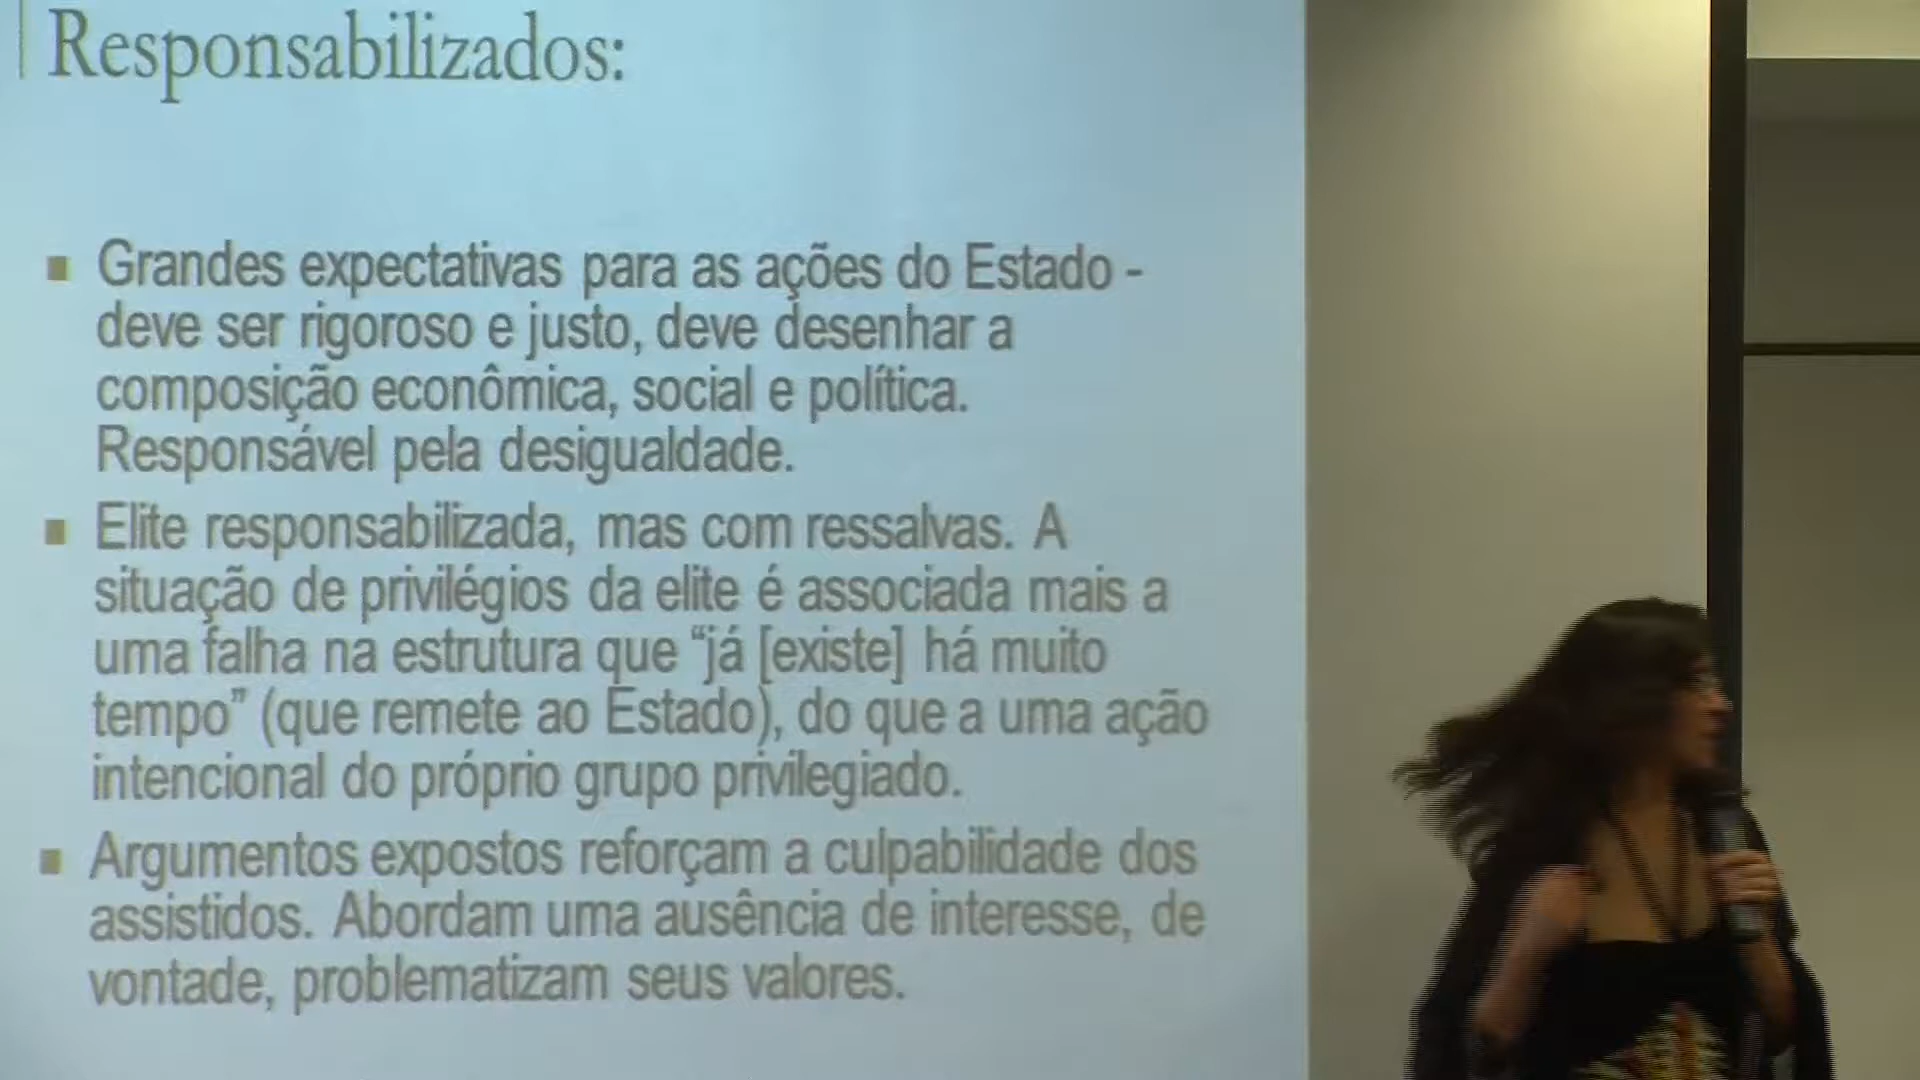 Responsabilizados:
Grandes expectativas para as ações do Estado -
deve ser rigoroso e justo, deve desenhar a
composição econômica, social e política.
Responsável pela desigualdade.
Elite responsabilizada, mas com ressalvas. A
situação de privilégios da elite é associada mais a
uma falha na estrutura que “já [existe] há muito
tempo” (que remete ao Estado), do que a uma ação
intencional do próprio grupo privilegiado.
Argumentos expostos reforçam a culpabilidade dos
assistidos. Abordam uma ausência de interesse, de
vontade, problematizam seus valores.